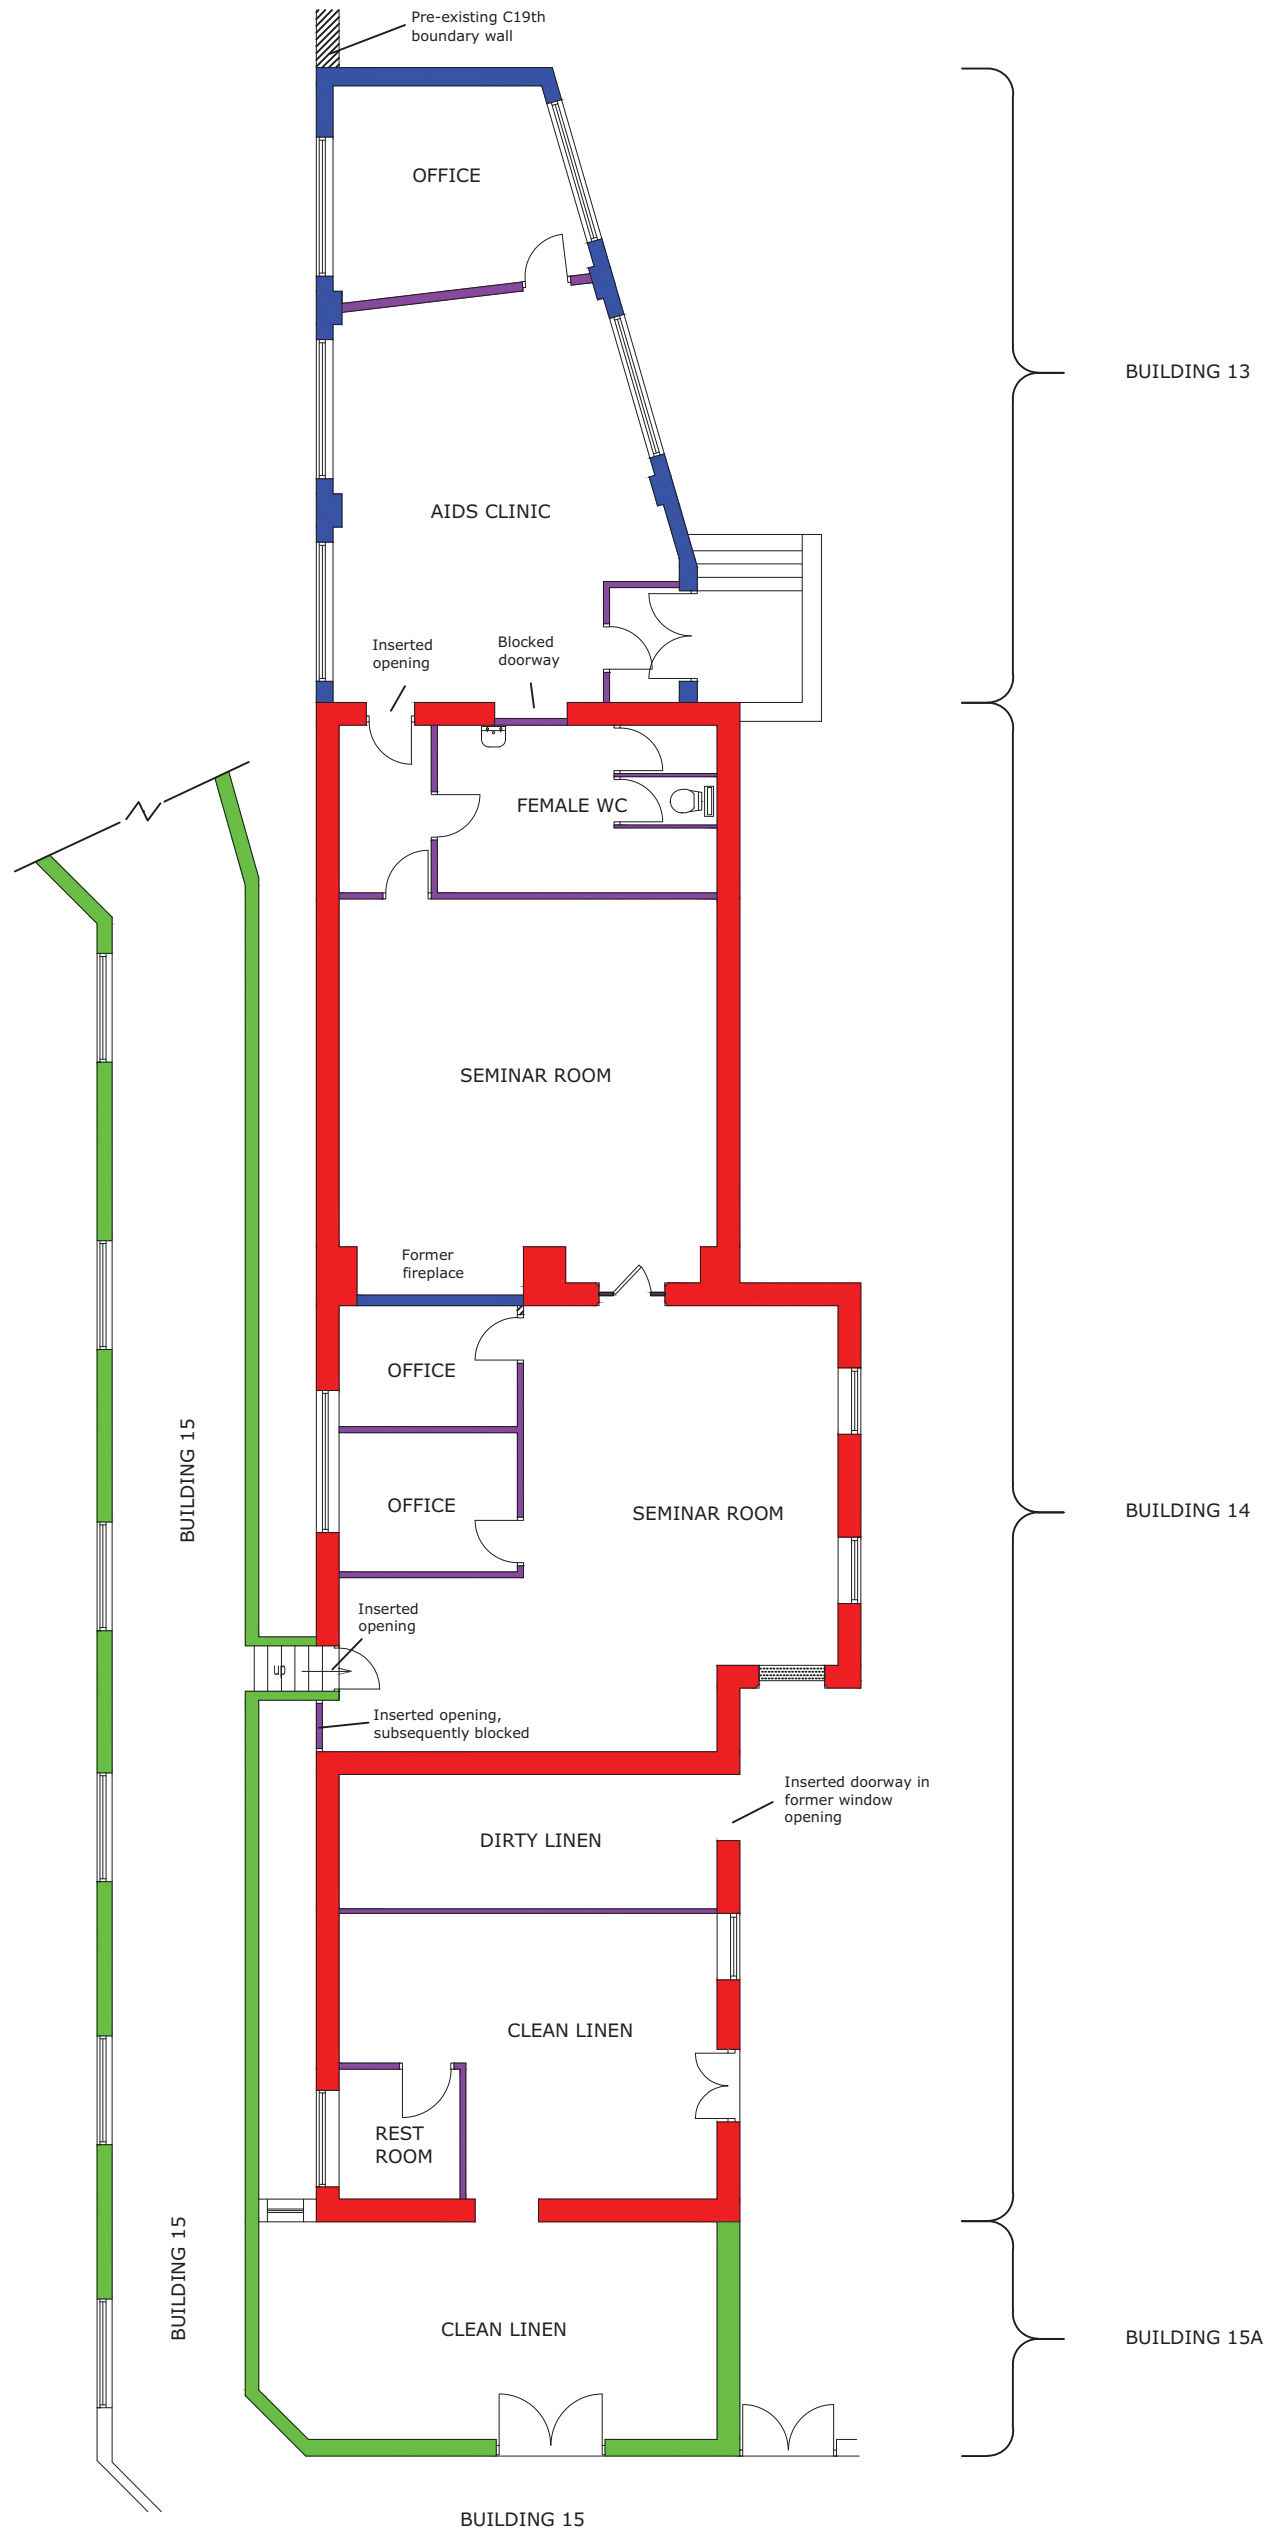 Pre-existing C19th
boundary wall
OFFICE
BUILDING 13
AIDS CLINIC
Inserted
opening
Blocked
doorway
FEMALE WC
SEMINAR ROOM
Former
fireplace
OFFICE
BUILDING 15
OFFICE
SEMINAR ROOM
BUILDING 14
Inserted
opening
up
Inserted opening,
subsequently blocked
Inserted doorway in
former window
opening
DIRTY LINEN
CLEAN LINEN
REST
ROOM
BUILDING 15
CLEAN LINEN
BUILDING 15A
BUILDING 15